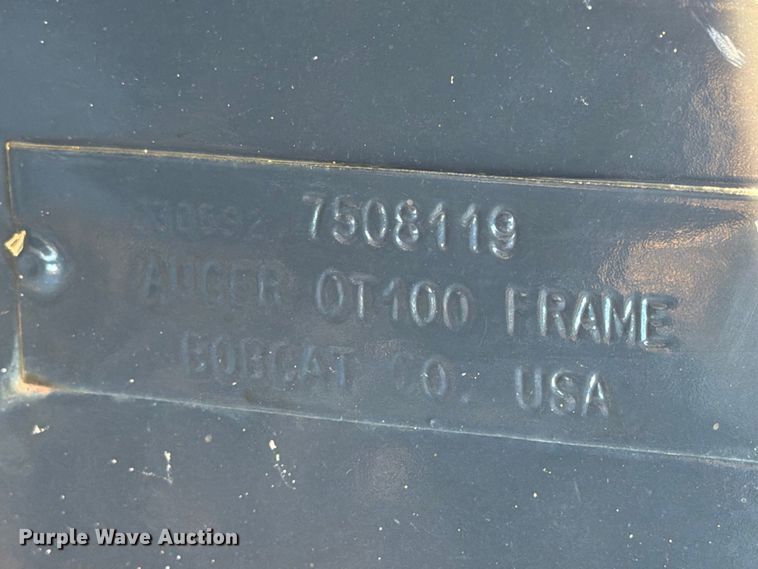 7508119
AUGER OT100 FRAME
BOBCAT CO. USA
Purple Wave Auction